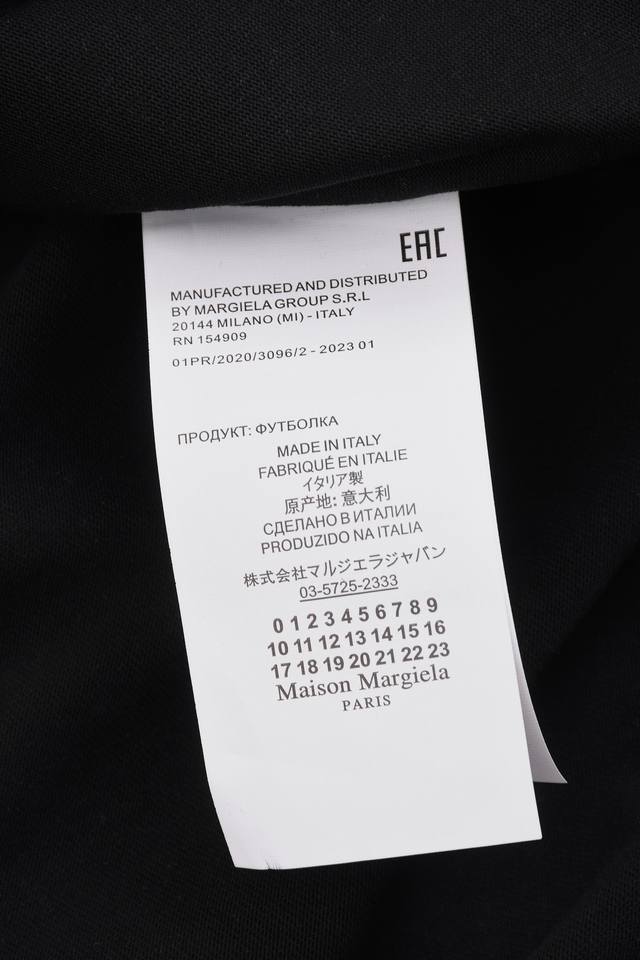 EAC
MANUFACTURED AND DISTRIBUTED
BY MARGIELA GROUP S.R.L
20144 MILANO (MI) - ITALY
RN 154909
01PR/2020/3096/2 - 2023 01
ПРОДУКТ: ФУТБОЛКА
MADE IN ITALY
FABRIQUÉ EN ITALIE
イタリア製
原产地: 意大利
СДЕЛАНО В ИТАЛИИ
PRODUZIDO NA ITALIA
株式会社マルジェラジャパン
03-5725-2333
0 1 2 3 4 5 6 7 8 9
10 11 12 13 14 15 16
17 18 19 20 21 22 23
Maison Margiela
PARIS